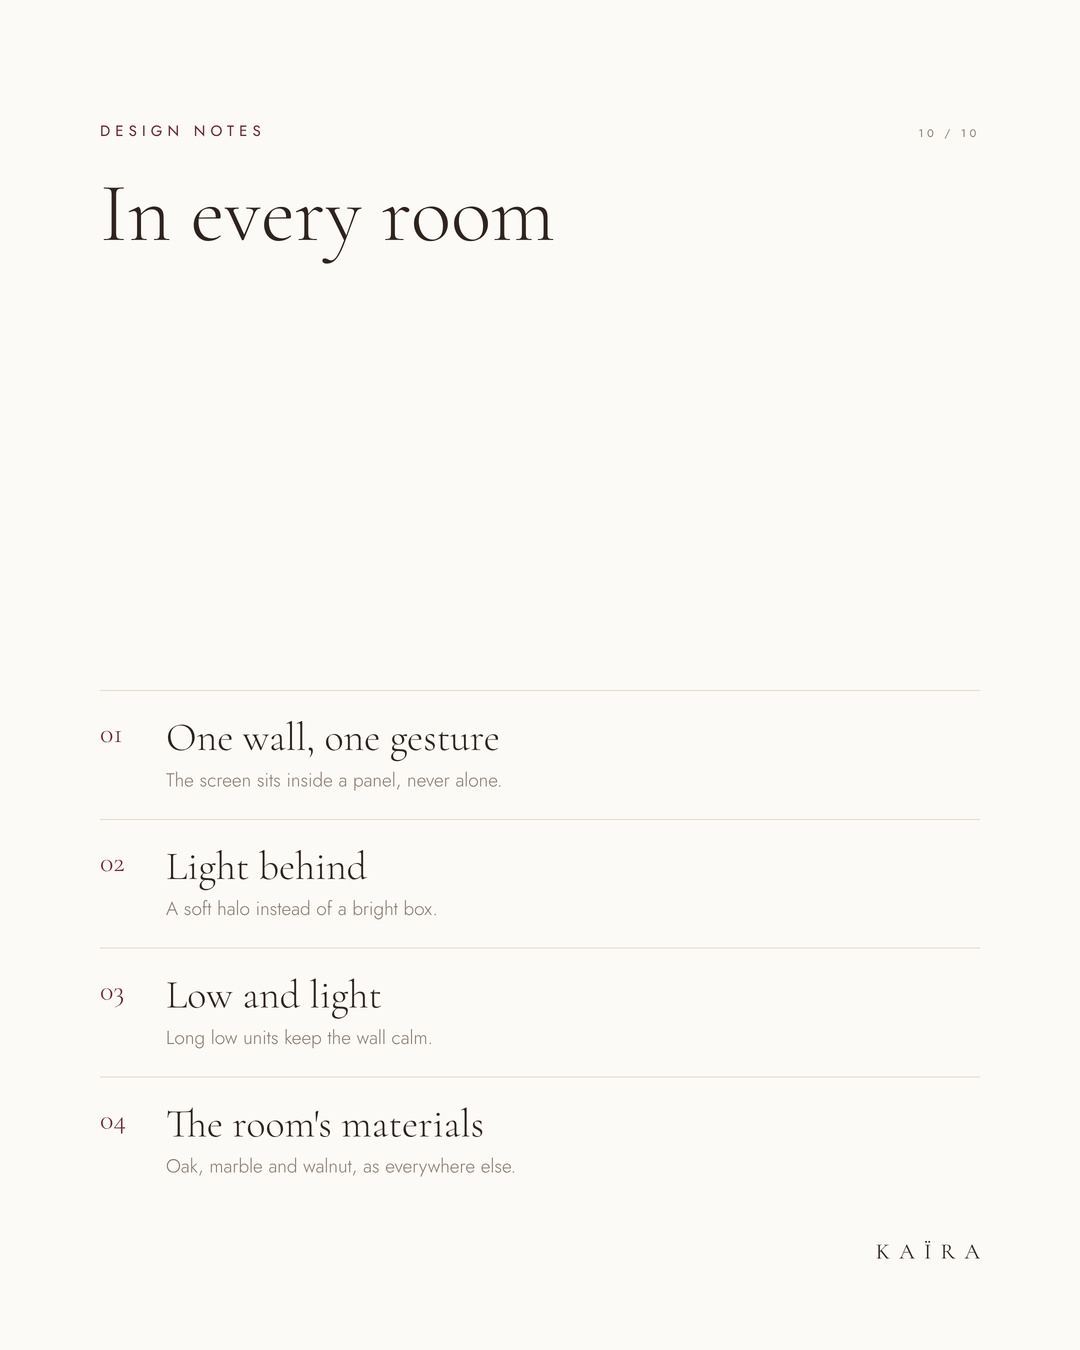 DESIGN NOTES
10 / 10
In every room
01
One wall, one gesture
The screen sits inside a panel, never alone.
02
Light behind
A soft halo instead of a bright box.
03
Low and light
Long low units keep the wall calm.
04
The room's materials
Oak, marble and walnut, as everywhere else.
KAÏRA